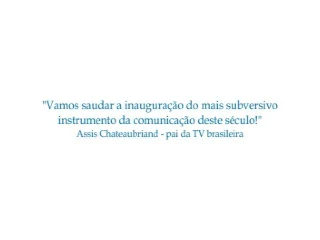 "Vamos saudar a inauguração do mais subversivo
instrumento da comunicação deste século!"
Assis Chateaubriand - pai da TV brasileira